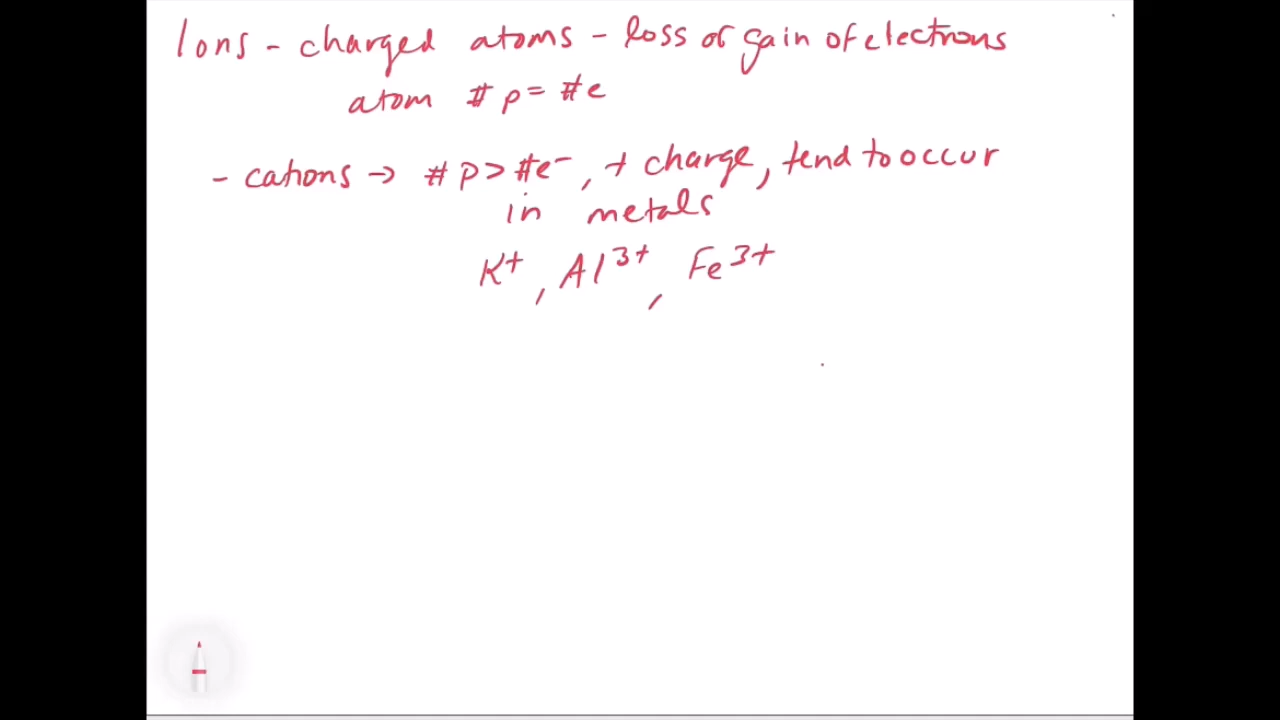 Ions - charged atoms - loss or gain of electrons
atom # p = # e
- cations → # p > # e⁻, + charge, tend to occur
in metals
K⁺, Al³⁺, Fe³⁺